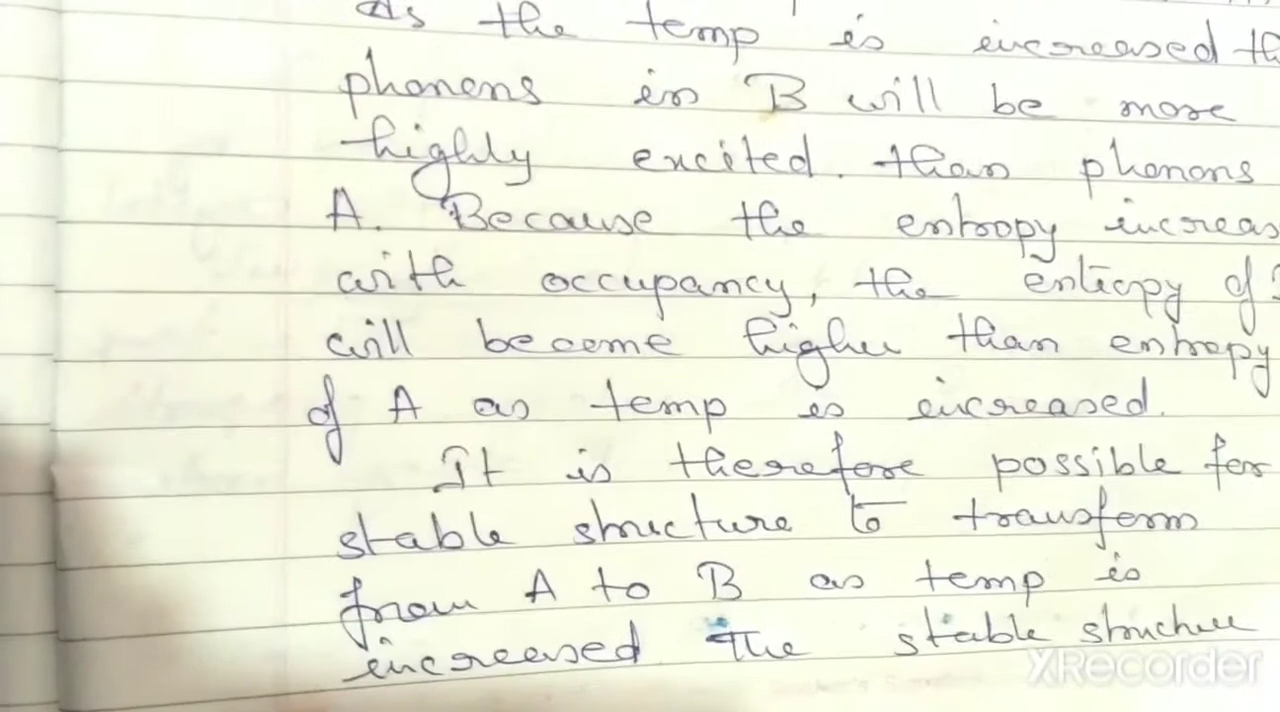 As the temp is increased th
phonons in B will be more
highly excited. than phonons
A. Because the entropy increas
with occupancy, the entropy of
will become higher than entropy
of A as temp is increased.
It is therefore possible for
stable structure to transform
from A to B as temp is
increased The stable structure
XRecorder